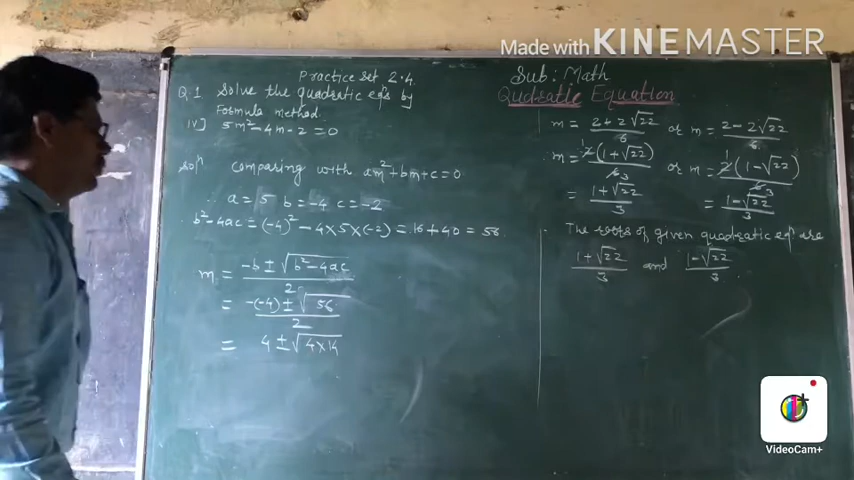 Made with KINEMASTER
Practice set 2.4
Q.1 Solve the quadratic eqns by
Formula method.
iv] 5m²-4m-2=0
Solⁿ comparing with am²+bm+c=0
∴ a = 5 b = -4 c = -2
b²-4ac = (-4)² - 4×5×(-2) = 16+40 = 56
m = -b ± √b²-4ac / 2
= -(-4) ± √56 / 2
= 4 ± √4×14
Sub: Math
Quadratic Equation
m = 2+2√22 / 6 or m = 2-2√22 / 6
m = 2(1+√22) / 6 3 or m = 2(1-√22) / 6 3
= 1+√22 / 3 = 1-√22 / 3
∴ The roots of given quadratic eqⁿ are
1+√22 / 3 and 1-√22 / 3
VideoCam+